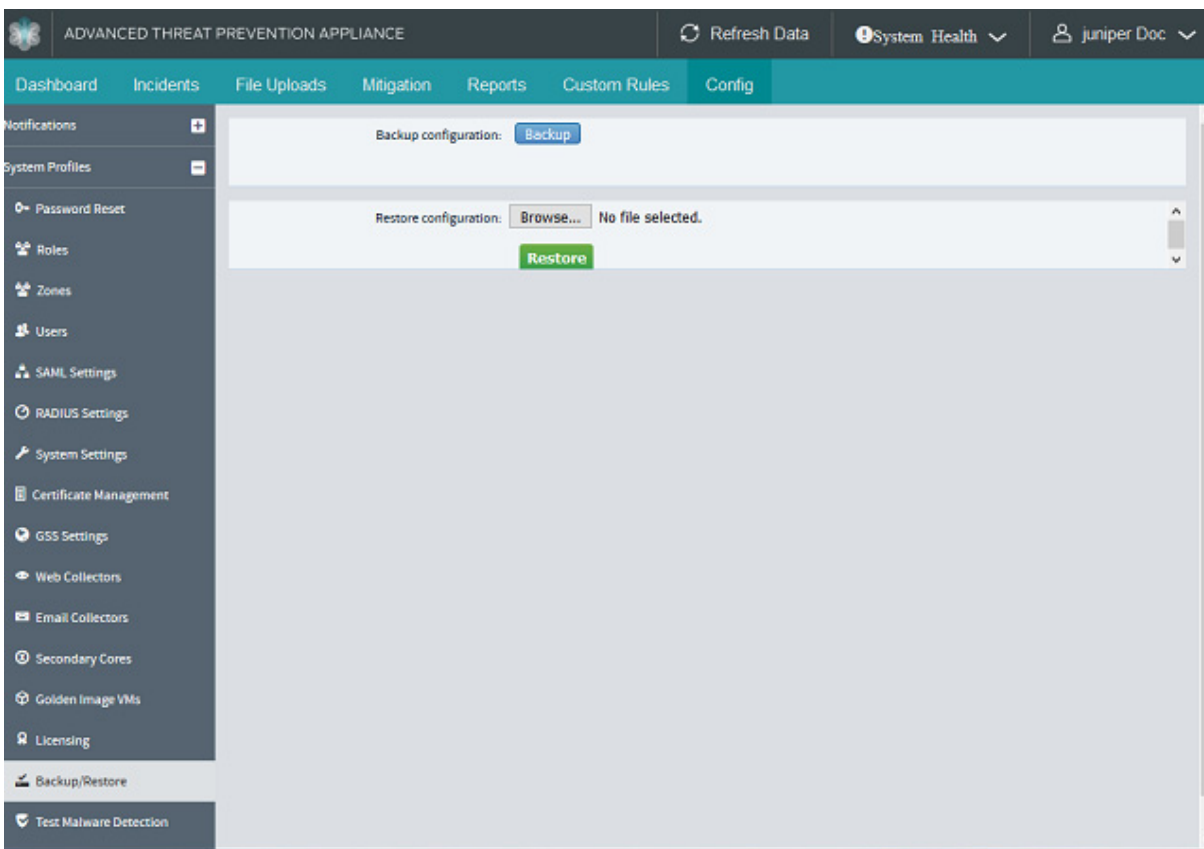 ADVANCED THREAT PREVENTION APPLIANCE
Refresh Data
System Health
juniper Doc
Dashboard Incidents File Uploads Mitigation Reports Custom Rules Config
Notifications
System Profiles
Password Reset
Roles
Zones
Users
SAML Settings
RADIUS Settings
System Settings
Certificate Management
GSS Settings
Web Collectors
Email Collectors
Secondary Cores
Golden Image VMs
Licensing
Backup/Restore
Test Malware Detection
Backup configuration: Backup
Restore configuration: Browse... No file selected.
Restore